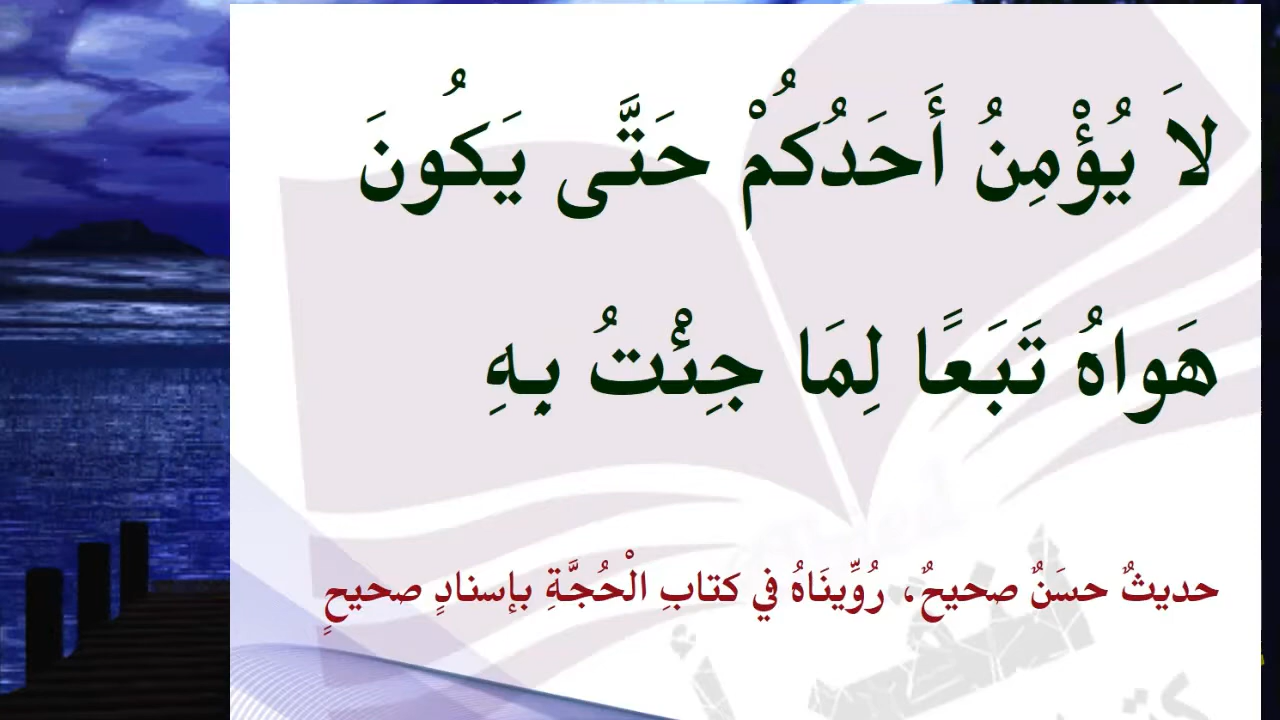 لاَ يُؤْمِنُ أَحَدُكُمْ حَتَّى يَكُونَ
هَواهُ تَبَعًا لِمَا جِئْتُ بِهِ
حديثٌ حسَنٌ صحيحٌ، رُوِّينَاهُ في كتابِ الْحُجَّةِ بإسنادٍ صحيحٍ